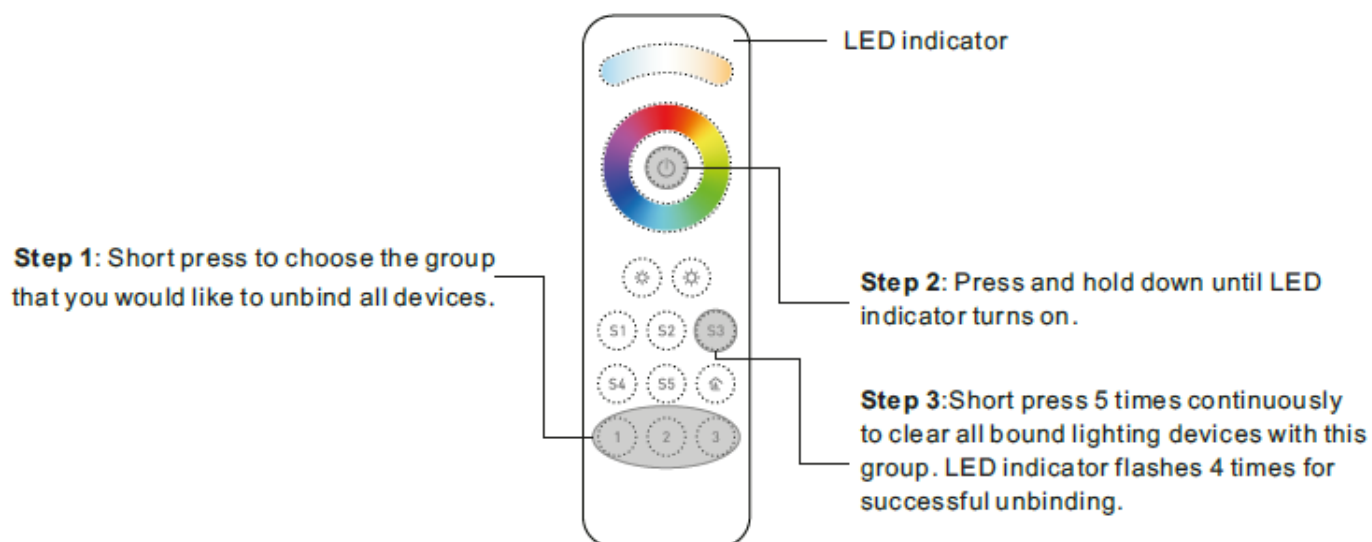 LED indicator
Step 1: Short press to choose the group
that you would like to unbind all devices.
Step 2: Press and hold down until LED
indicator turns on.
S1 S2 S3
S4 S5
1 2 3
Step 3:Short press 5 times continuously
to clear all bound lighting devices with this
group. LED indicator flashes 4 times for
successful unbinding.